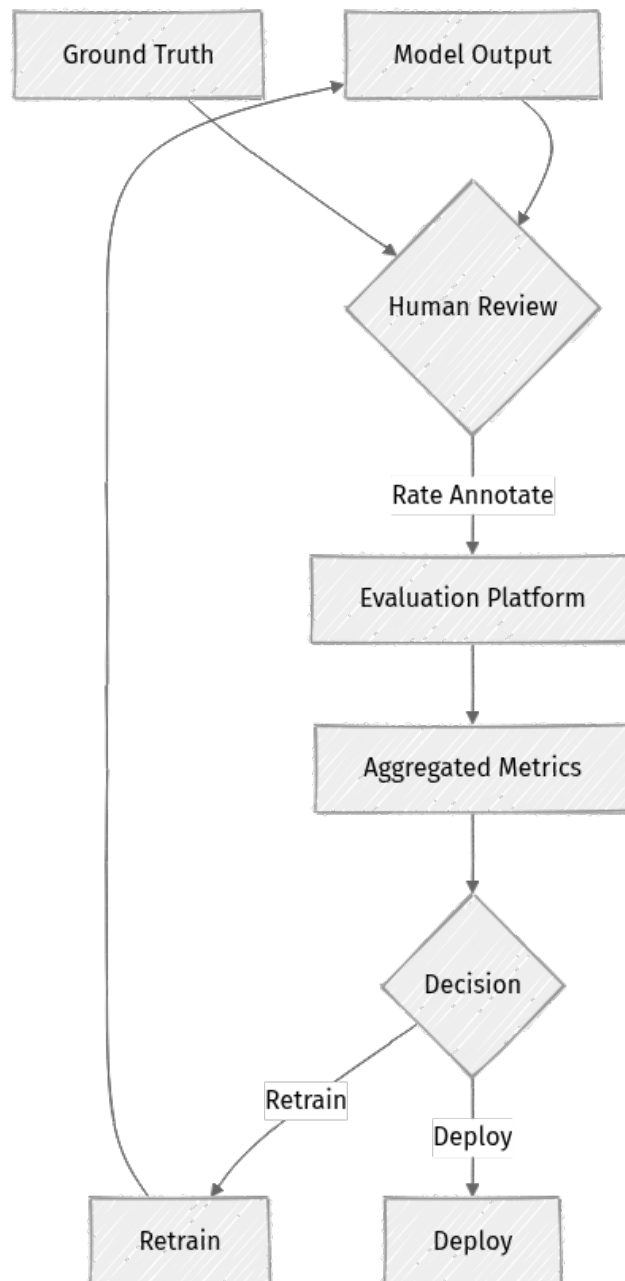 Ground Truth
Model Output
Human Review
Rate Annotate
Evaluation Platform
Aggregated Metrics
Decision
Retrain
Deploy
Retrain
Deploy